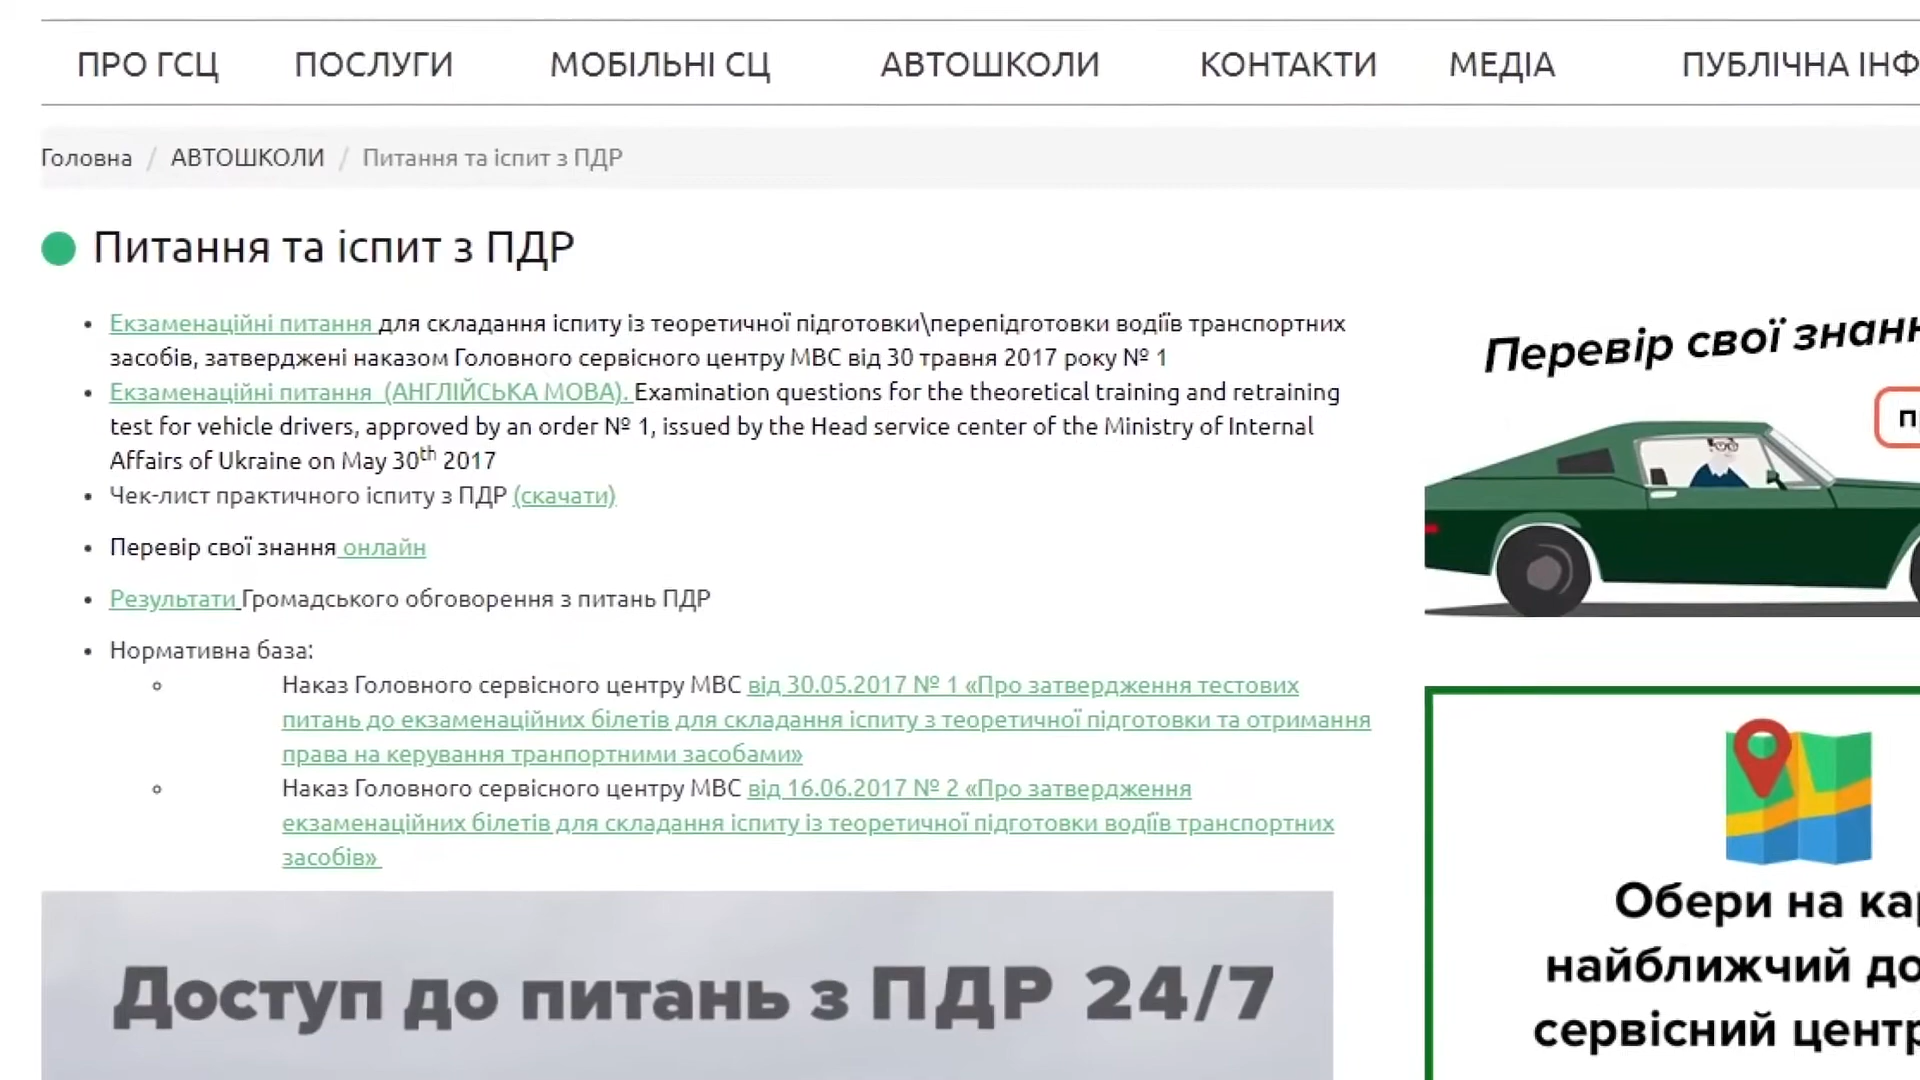 ПРО ГСЦ ПОСЛУГИ МОБІЛЬНІ СЦ АВТОШКОЛИ КОНТАКТИ МЕДІА ПУБЛІЧНА ІНФ
Головна / АВТОШКОЛИ / Питання та іспит з ПДР
Питання та іспит з ПДР
Екзаменаційні питання для складання іспиту із теоретичної підготовки\перепідготовки водіїв транспортних
засобів, затверджені наказом Головного сервісного центру МВС від 30 травня 2017 року № 1
Екзаменаційні питання (АНГЛІЙСЬКА МОВА). Examination questions for the theoretical training and retraining
test for vehicle drivers, approved by an order № 1, issued by the Head service center of the Ministry of Internal
Affairs of Ukraine on May 30th 2017
Чек-лист практичного іспиту з ПДР (скачати)
Перевір свої знання онлайн
Результати Громадського обговорення з питань ПДР
Нормативна база:
Наказ Головного сервісного центру МВС від 30.05.2017 № 1 «Про затвердження тестових
питань до екзаменаційних білетів для складання іспиту з теоретичної підготовки та отримання
права на керування транпортними засобами»
Наказ Головного сервісного центру МВС від 16.06.2017 № 2 «Про затвердження
екзаменаційних білетів для складання іспиту із теоретичної підготовки водіїв транспортних
засобів»
Доступ до питань з ПДР 24/7
Перевір свої знанн
Обери на кар
найближчий до
сервісний центр